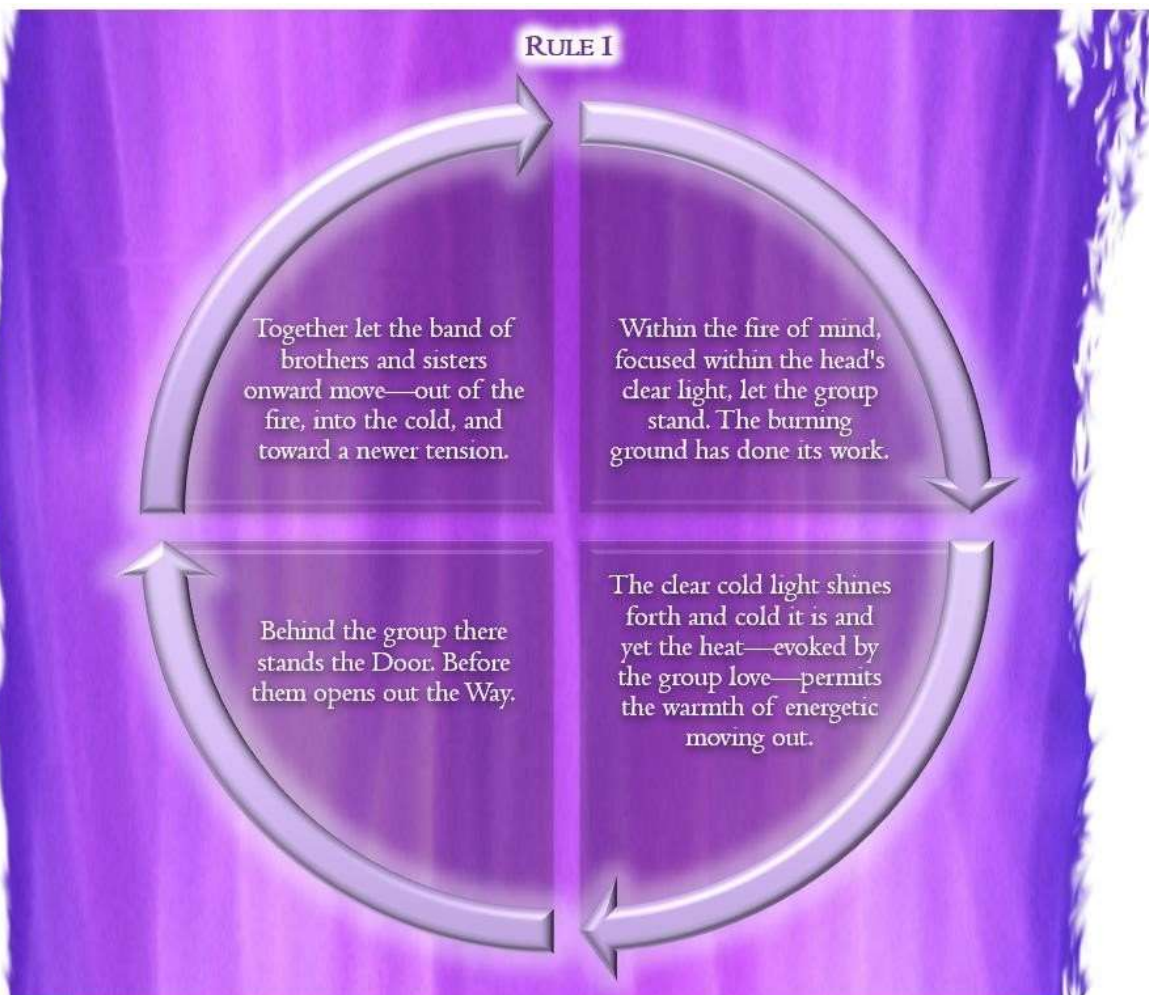 RULE I
Within the fire of mind,
focused within the head's
clear light, let the group
stand. The burning
ground has done its work.
The clear cold light shines
forth and cold it is and
yet the heat—evoked by
the group love—permits
the warmth of energetic
moving out.
Behind the group there
stands the Door. Before
them opens out the Way.
Together let the band of
brothers and sisters
onward move—out of the
fire, into the cold, and
toward a newer tension.